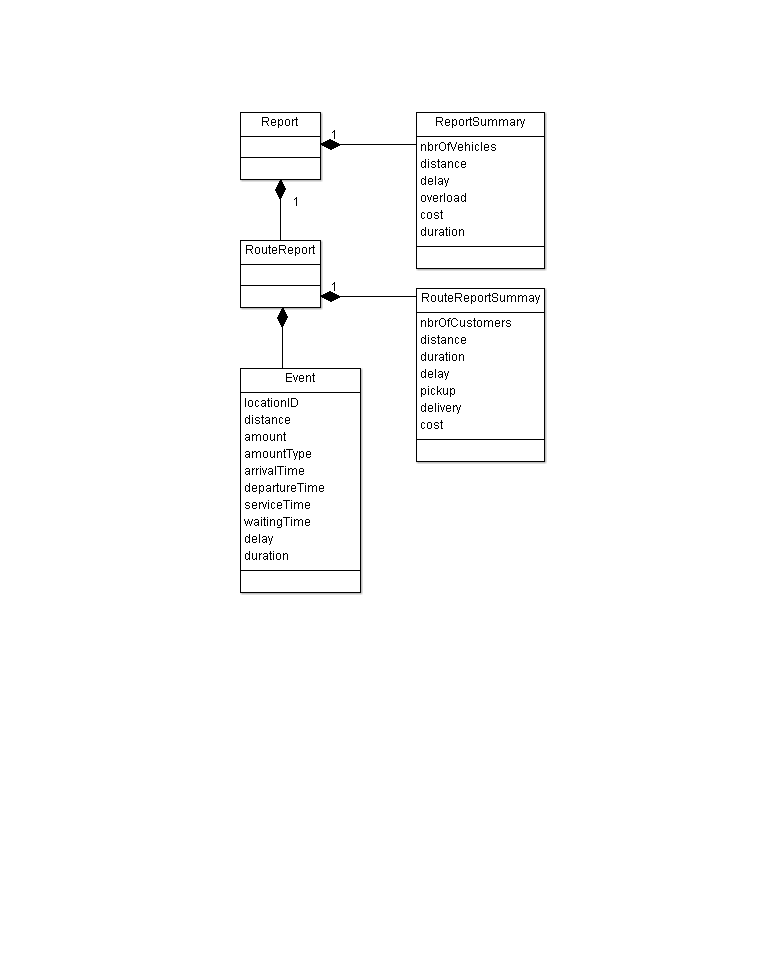 Report
1
ReportSummary
nbrOfVehicles
distance
delay
overload
cost
duration
1
RouteReport
1
RouteReportSummay
nbrOfCustomers
distance
duration
delay
pickup
delivery
cost
Event
locationID
distance
amount
amountType
arrivalTime
departureTime
serviceTime
waitingTime
delay
duration